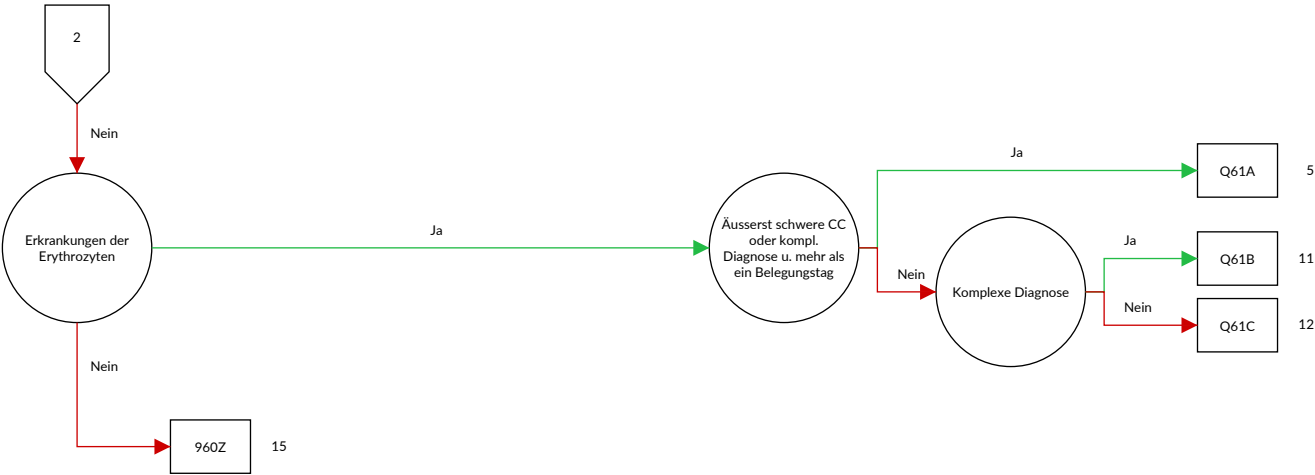 2
Nein
Ja
Q61A 5
Erkrankungen der
Erythrozyten
Ja
Äusserst schwere CC
oder kompl.
Diagnose u. mehr als
ein Belegungstag
Nein
Komplexe Diagnose
Ja
Q61B 11
Nein
Q61C 12
Nein
960Z 15